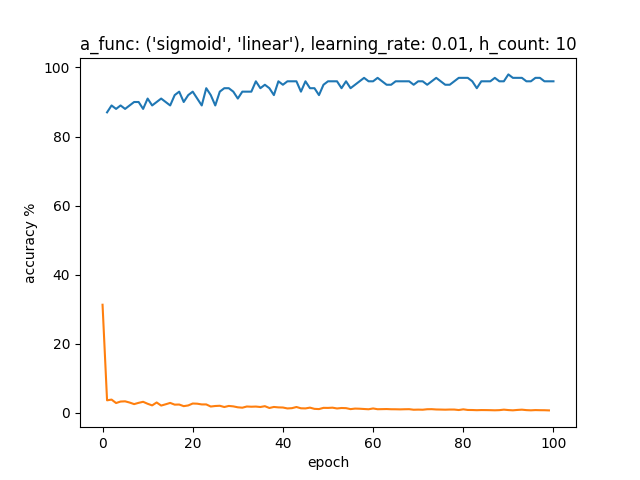 a_func: ('sigmoid', 'linear'), learning_rate: 0.01, h_count: 10
100
80
60
40
20
0
accuracy %
0 20 40 60 80 100
epoch